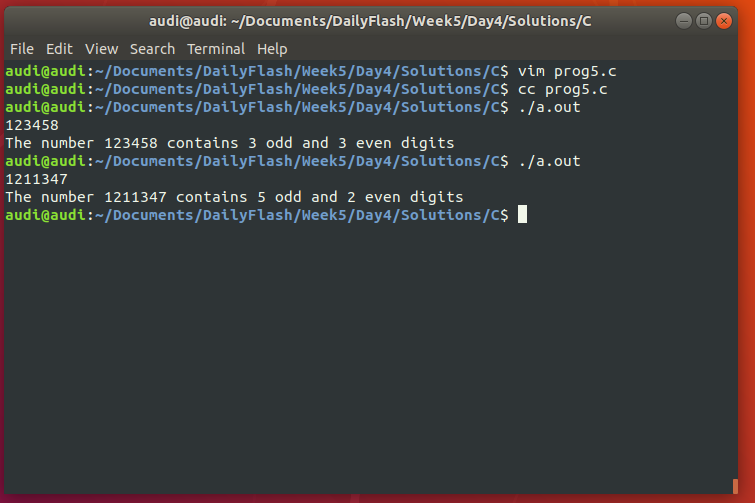 audi@audi: ~/Documents/DailyFlash/Week5/Day4/Solutions/C
File Edit View Search Terminal Help
audi@audi:~/Documents/DailyFlash/Week5/Day4/Solutions/C$ vim prog5.c
audi@audi:~/Documents/DailyFlash/Week5/Day4/Solutions/C$ cc prog5.c
audi@audi:~/Documents/DailyFlash/Week5/Day4/Solutions/C$ ./a.out
123458
The number 123458 contains 3 odd and 3 even digits
audi@audi:~/Documents/DailyFlash/Week5/Day4/Solutions/C$ ./a.out
1211347
The number 1211347 contains 5 odd and 2 even digits
audi@audi:~/Documents/DailyFlash/Week5/Day4/Solutions/C$